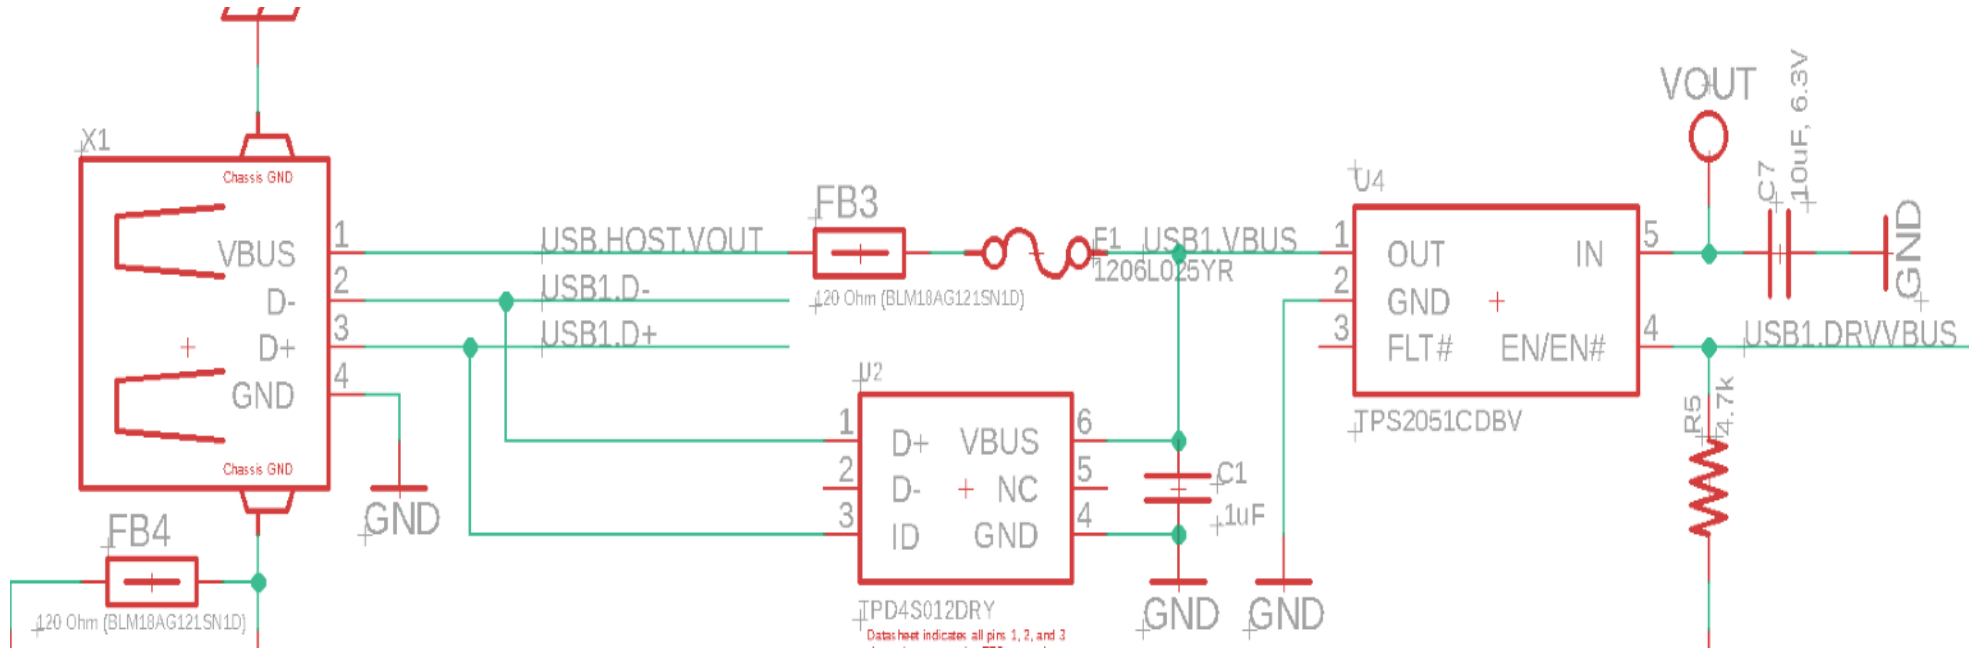 X1
Chassis GND
VBUS
D-
D+
GND
Chassis GND
1
2
3
4
USB.HOST.VOUT
USB1.D-
USB1.D+
GND
FB4
120 Ohm (BLM18AG121SN1D)
FB3
120 Ohm (BLM18AG121SN1D)
F1
1206L025YR
USB1.VBUS
U2
1
2
3
D+
D-
ID
VBUS
NC
GND
6
5
4
TPD4S012DRY
Datasheet indicates all pins 1, 2, and 3
C1
.1uF
GND
GND
U4
1
2
3
OUT
GND
FLT#
IN
EN/EN#
5
4
TPS2051CDBV
VOUT
C7
10uF, 6.3V
GND
USB1.DRVVBUS
R5
4.7k